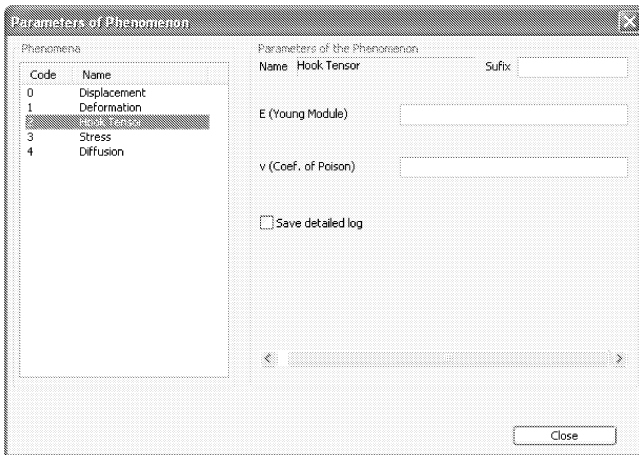 Parameters of Phenomenon
Phenomena
Code Name
0 Displacement
1 Deformation
2 Hook Tensor
3 Stress
4 Diffusion
Parameters of the Phenomenon
Name Hook Tensor Sufix
E (Young Module)
v (Coef. of Poison)
Save detailed log
Close